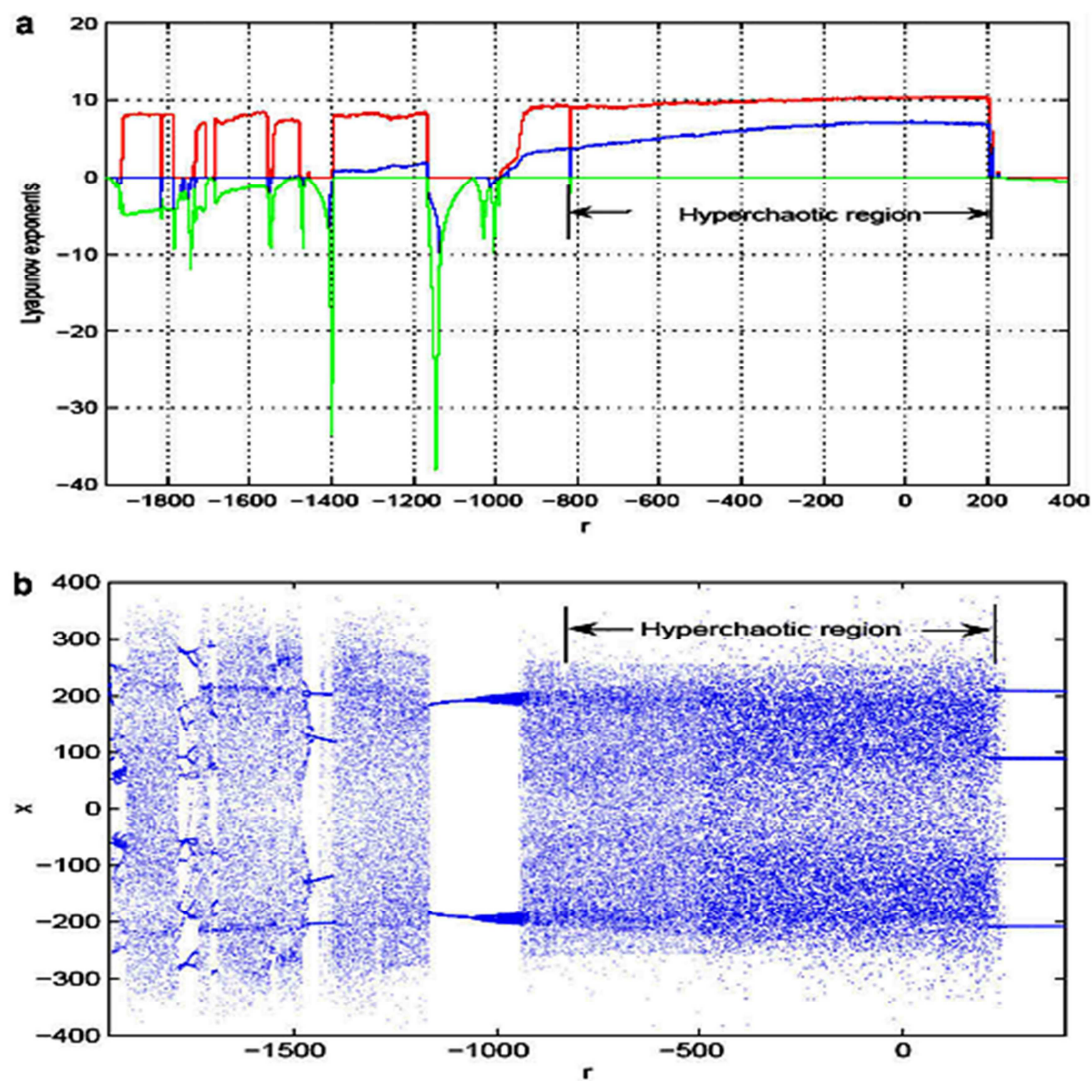 a
20
10
0
−10
−20
−30
−40
Lyapunov exponents
Hyperchaotic region
−1800 −1600 −1400 −1200 −1000 −800 −600 −400 −200 0 200 400
r
b
400
300
200
100
0
−100
−200
−300
−400
x
Hyperchaotic region
−1500 −1000 −500 0
r